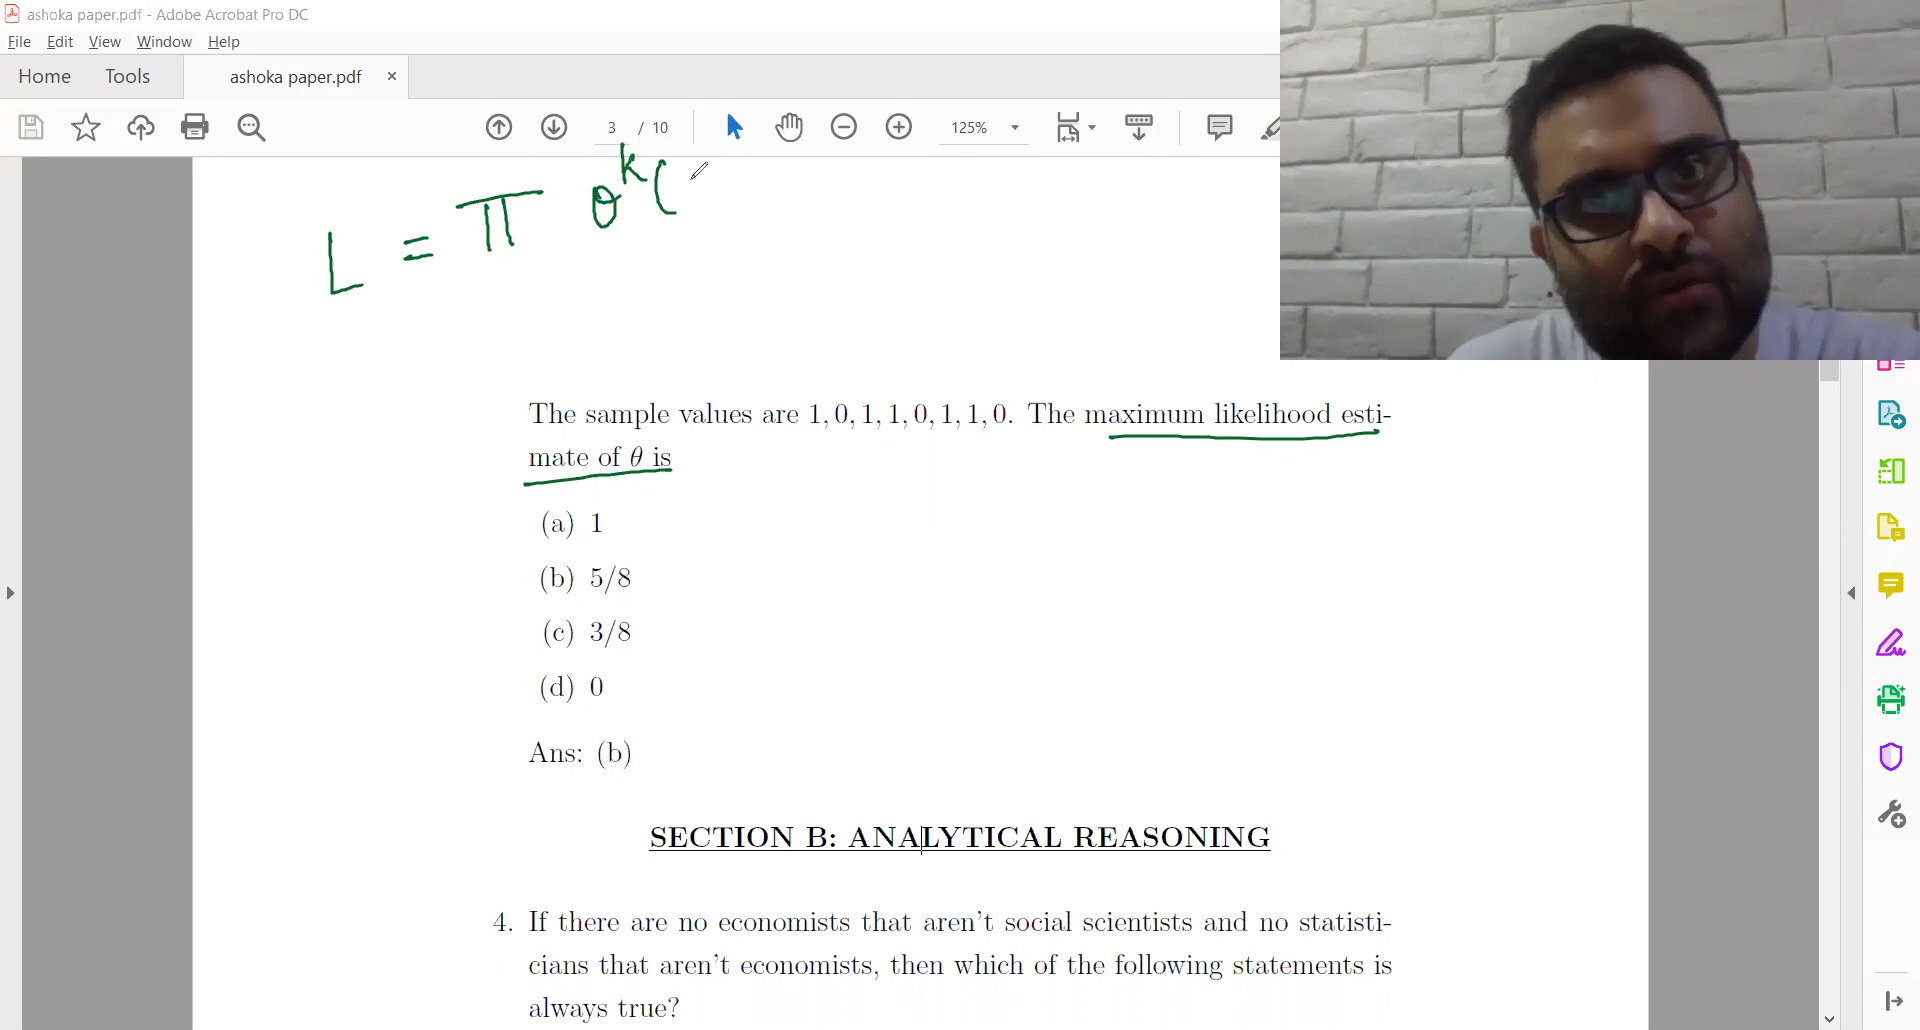 ashoka paper.pdf - Adobe Acrobat Pro DC
File Edit View Window Help
Home Tools ashoka paper.pdf ×
3 / 10 125%
L = π θ^k (
The sample values are 1, 0, 1, 1, 0, 1, 1, 0. The maximum likelihood esti-
mate of θ is
(a) 1
(b) 5/8
(c) 3/8
(d) 0
Ans: (b)
SECTION B: ANALYTICAL REASONING
4. If there are no economists that aren't social scientists and no statisti-
cians that aren't economists, then which of the following statements is
always true?